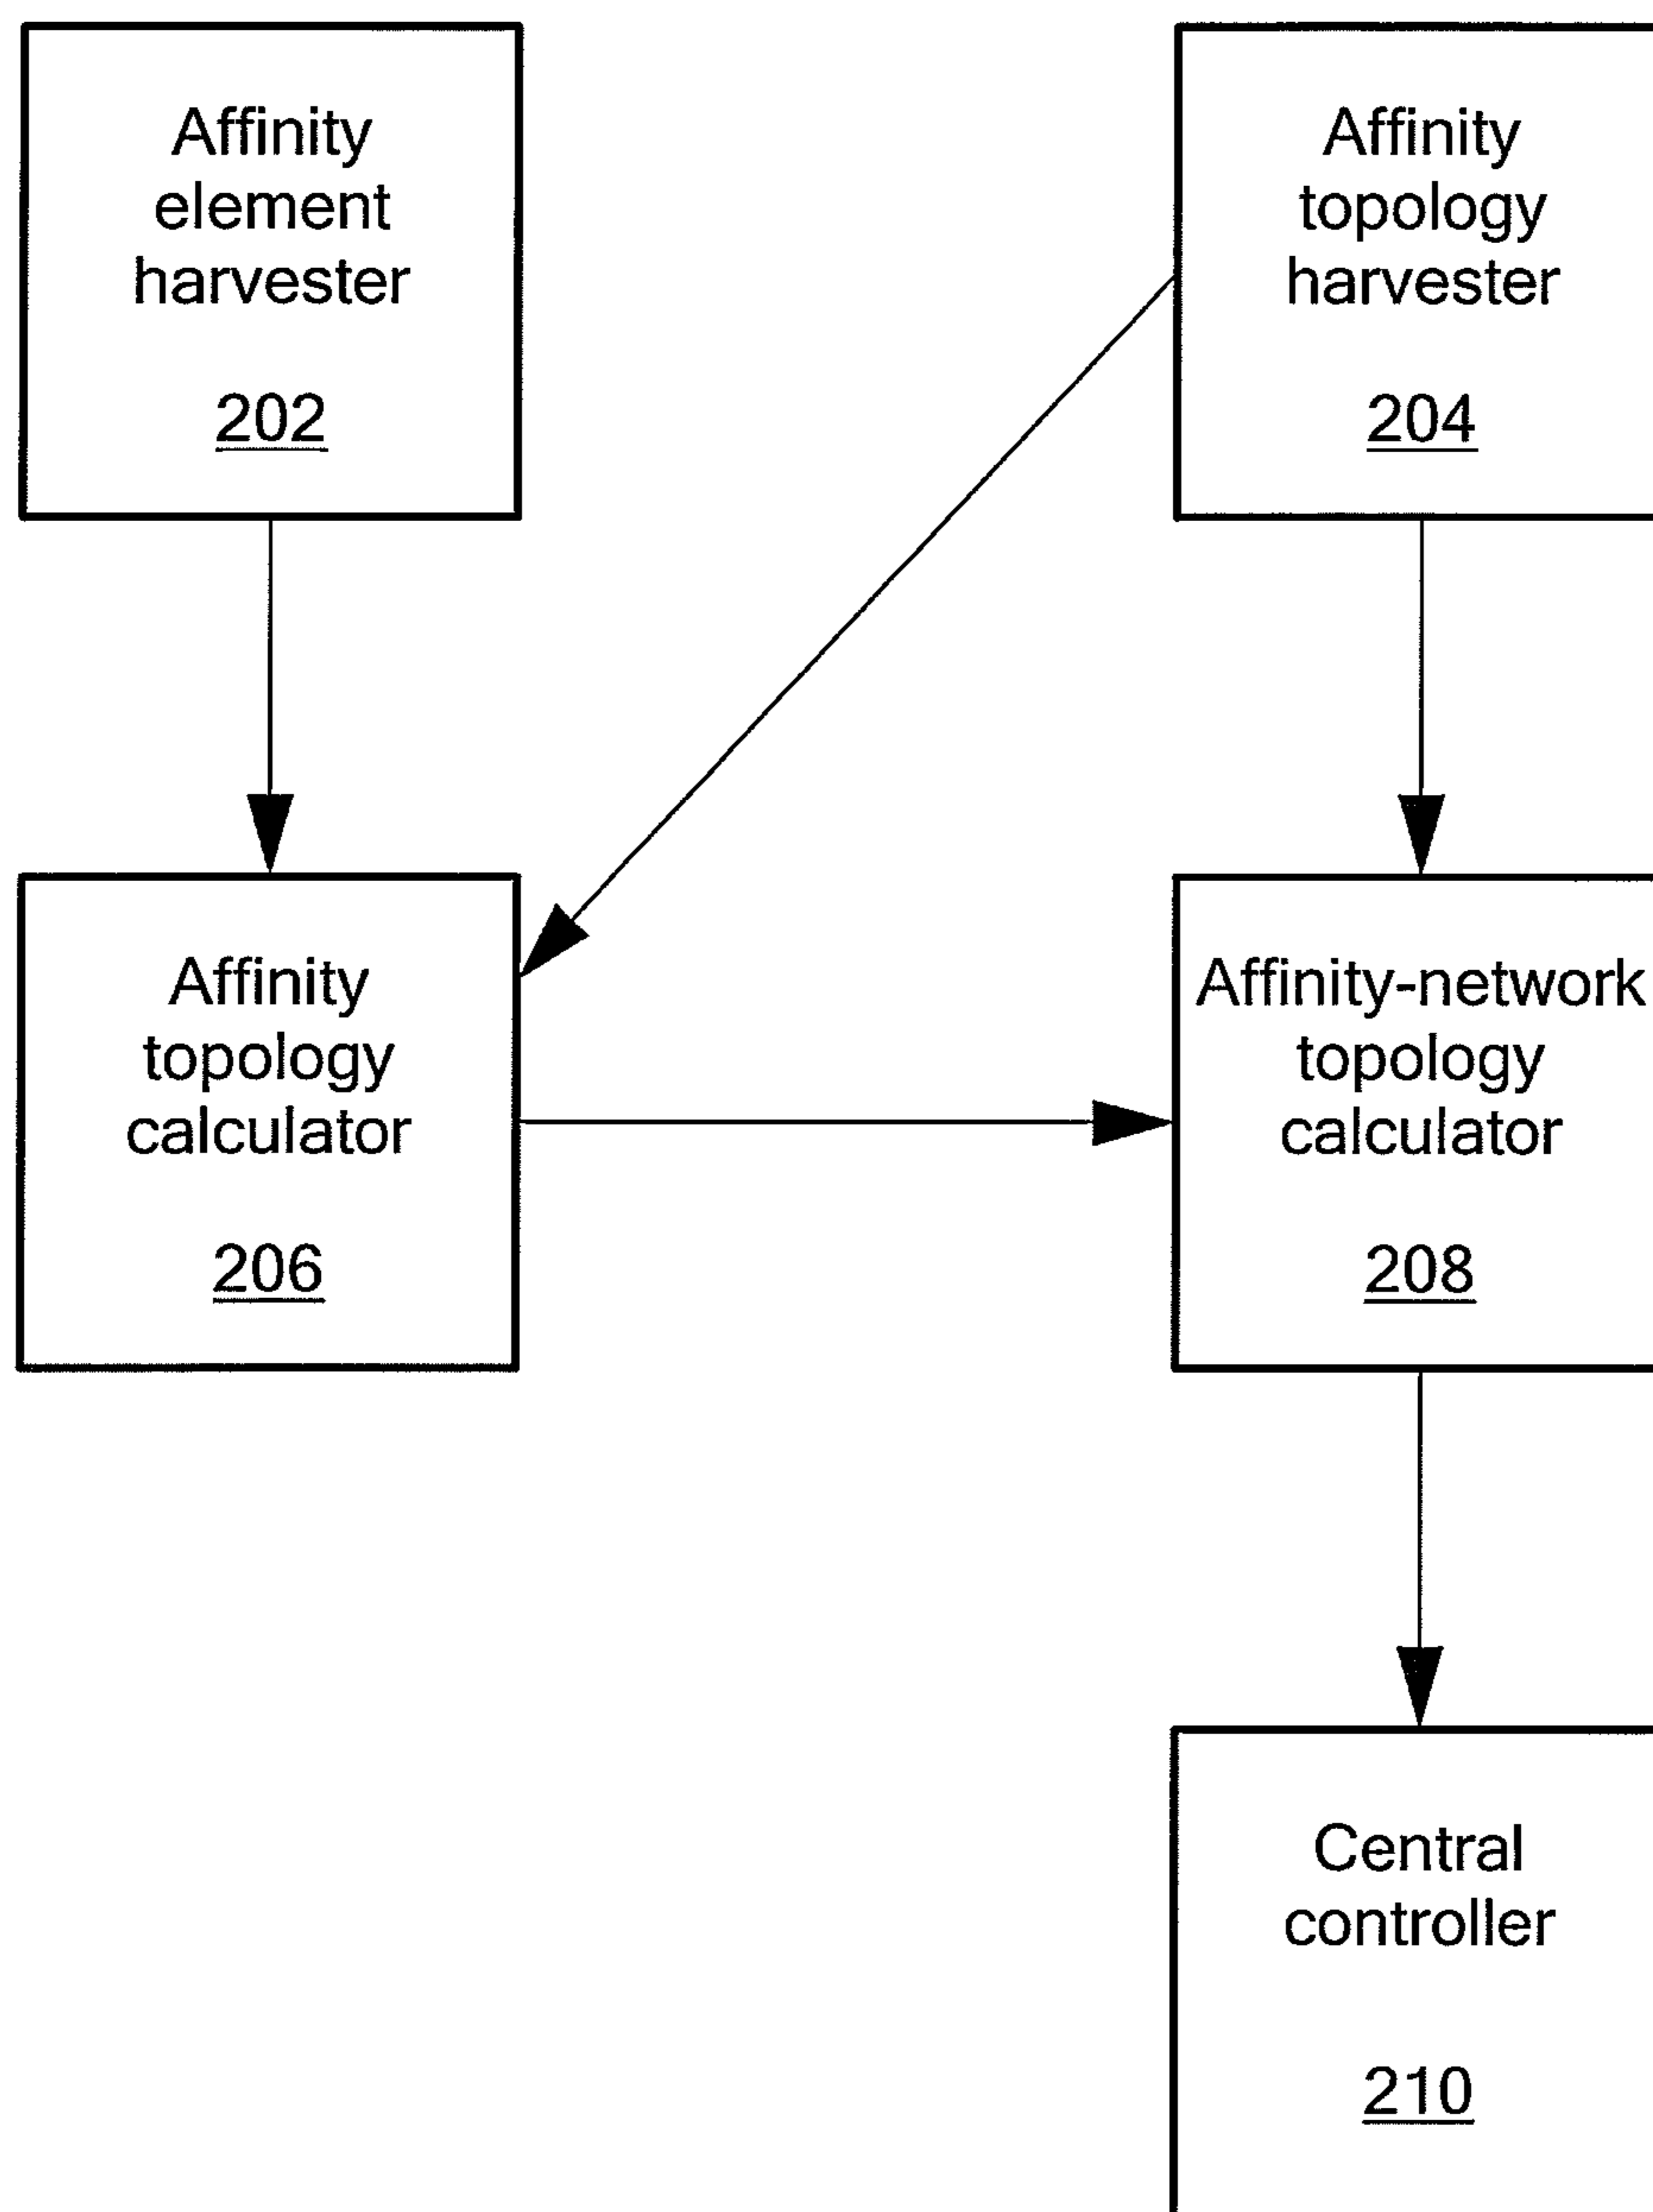 Affinity
element
harvester
202
Affinity
topology
harvester
204
Affinity
topology
calculator
206
Affinity-network
topology
calculator
208
Central
controller
210